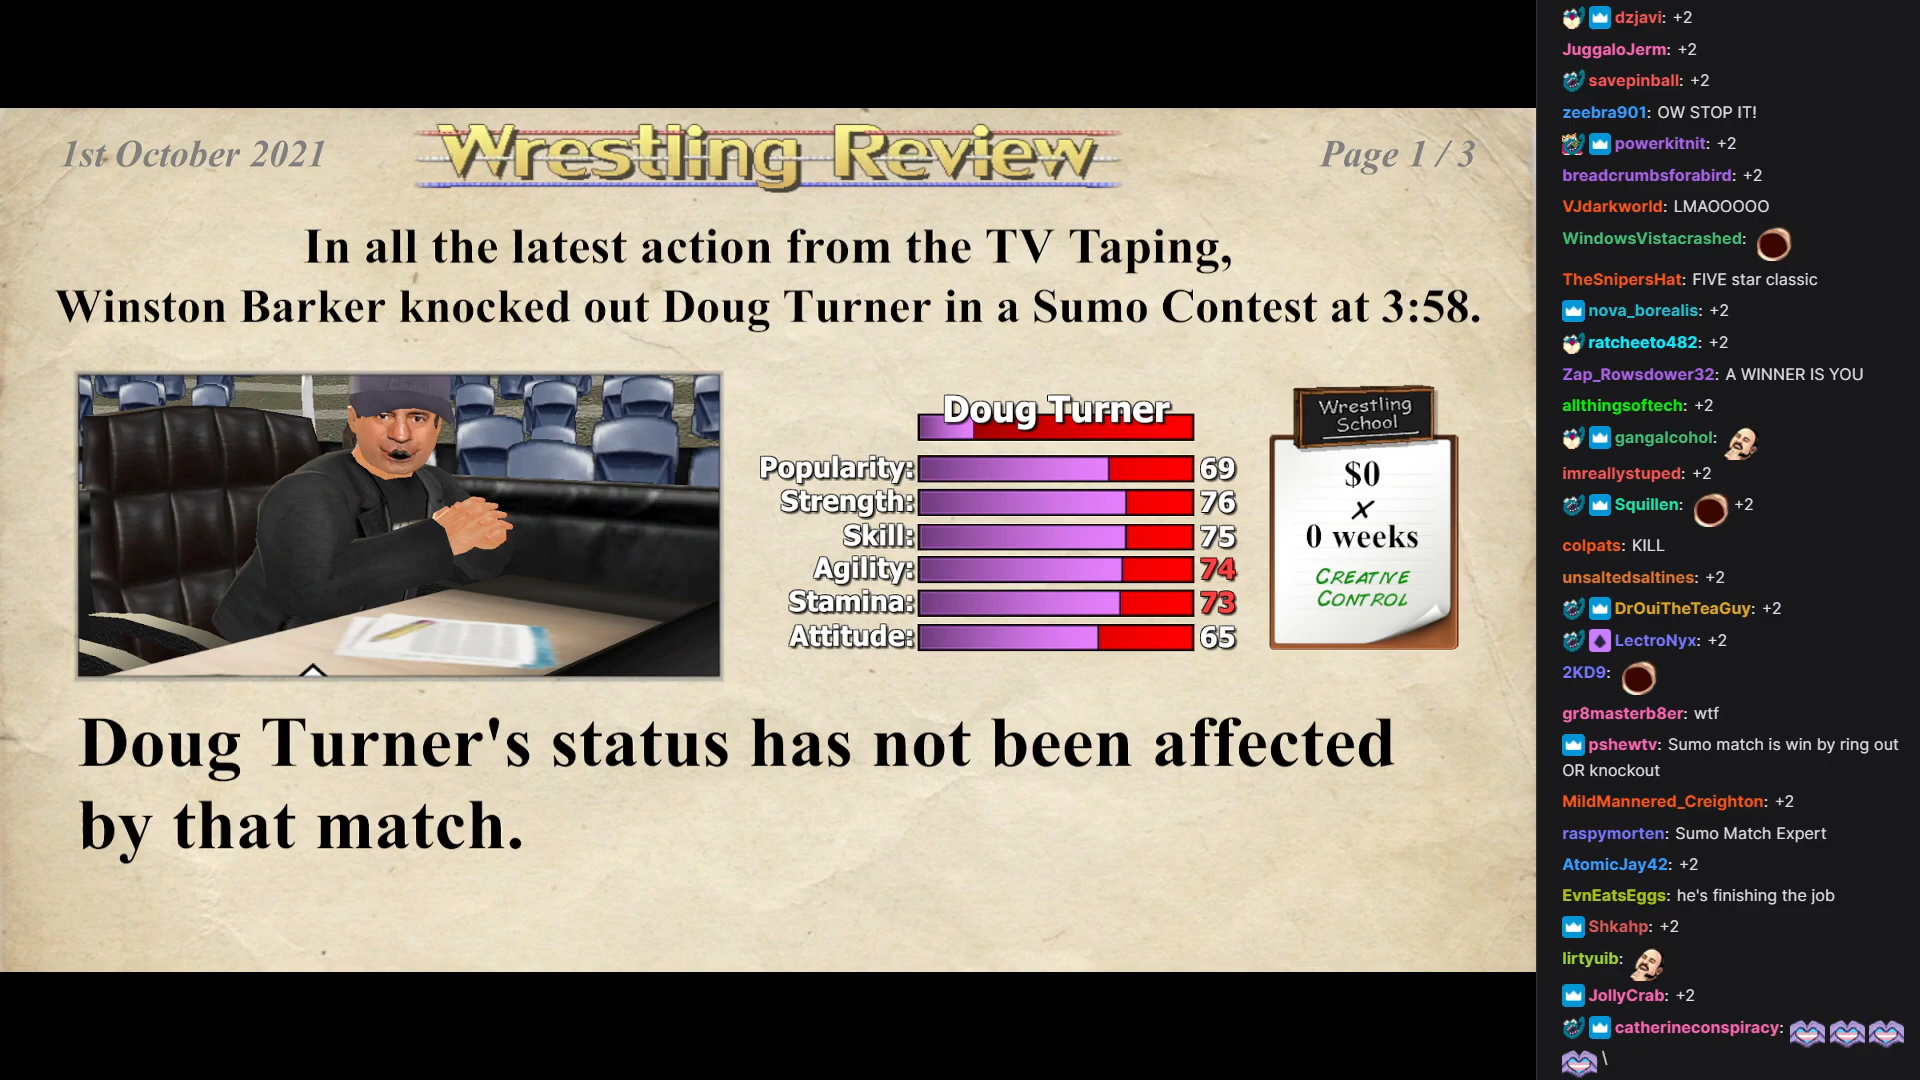 1st October 2021
Wrestling Review
Page 1 / 3
In all the latest action from the TV Taping,
Winston Barker knocked out Doug Turner in a Sumo Contest at 3:58.
Doug Turner
Popularity: 69
Strength: 76
Skill: 75
Agility: 74
Stamina: 73
Attitude: 65
Wrestling
School
$0
x
0 weeks
CREATIVE
CONTROL
Doug Turner's status has not been affected
by that match.
dzjavi: +2
JuggaloJerm: +2
savepinball: +2
zeebra901: OW STOP IT!
powerkitnit: +2
breadcrumbsforabird: +2
VJdarkworld: LMAOOOOO
WindowsVistacrashed:
TheSnipersHat: FIVE star classic
nova_borealis: +2
ratcheeto482: +2
Zap_Rowsdower32: A WINNER IS YOU
allthingsoftech: +2
gangalcohol:
imreallystuped: +2
Squillen: +2
colpats: KILL
unsaltedsaltines: +2
DrOuiTheTeaGuy: +2
LectroNyx: +2
2KD9:
gr8masterb8er: wtf
pshewtv: Sumo match is win by ring out
OR knockout
MildMannered_Creighton: +2
raspymorten: Sumo Match Expert
AtomicJay42: +2
EvnEatsEggs: he's finishing the job
Shkahp: +2
lirtyuib:
JollyCrab: +2
catherineconspiracy:
\